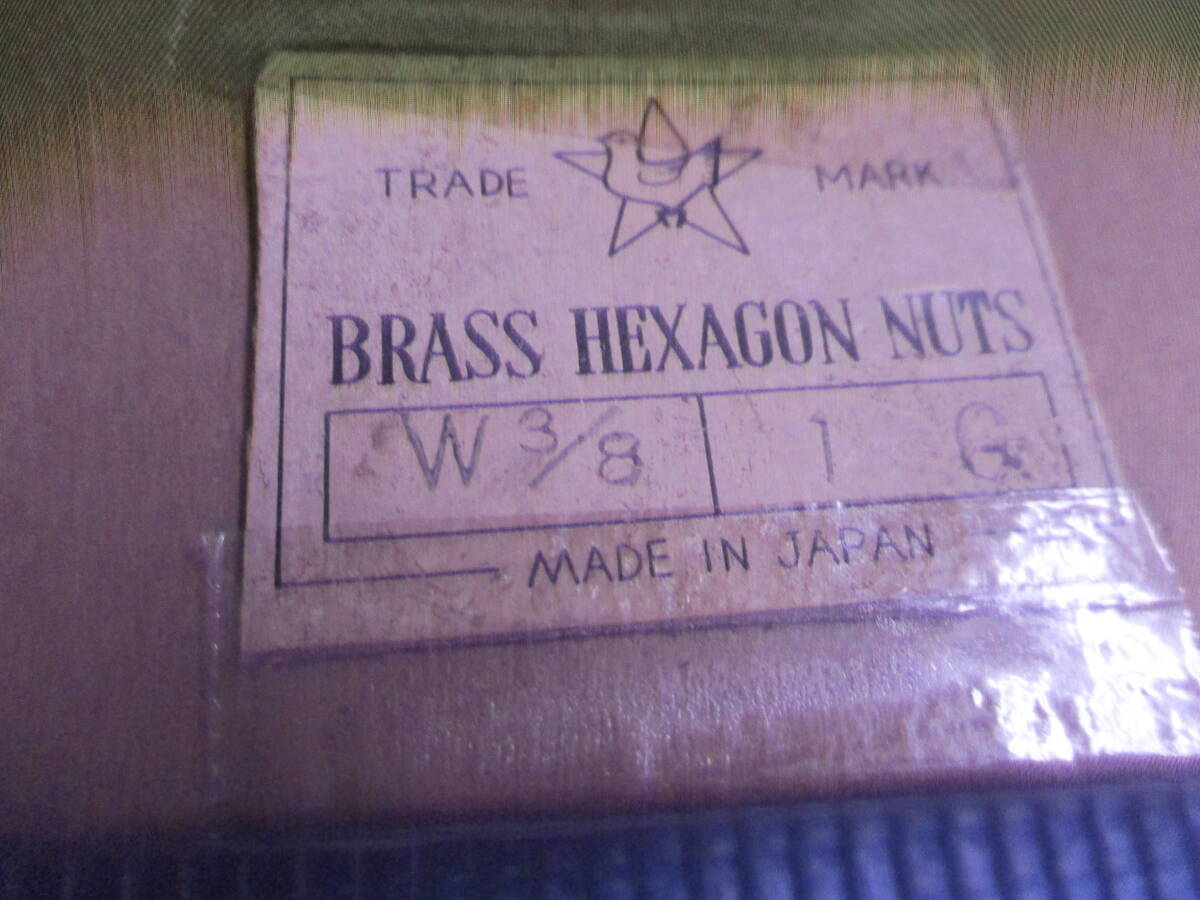 TRADE MARK
BRASS HEXAGON NUTS
W 3/8 1 G.
MADE IN JAPAN